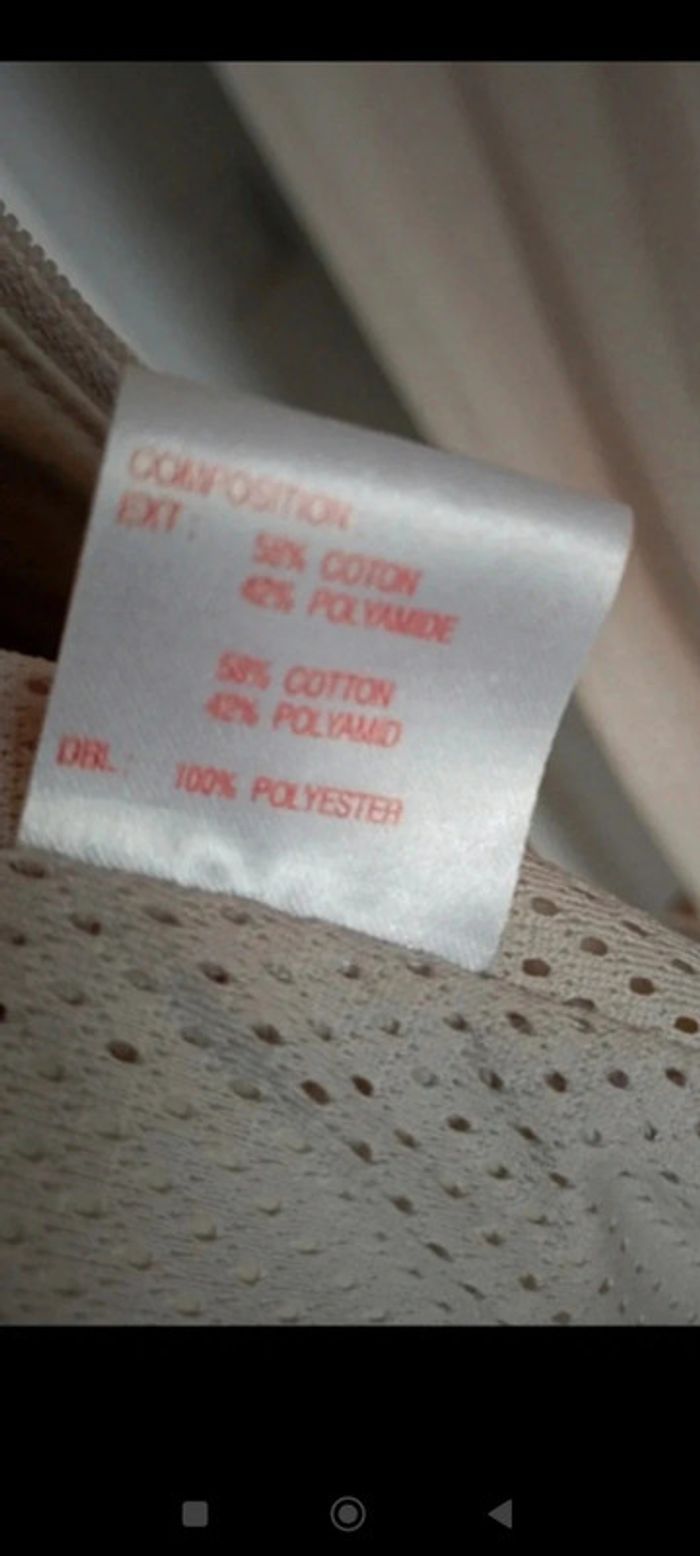 COMPOSITION
EXT :
58% COTON
42% POLYAMIDE
58% COTTON
42% POLYAMID
DBL : 100% POLYESTER